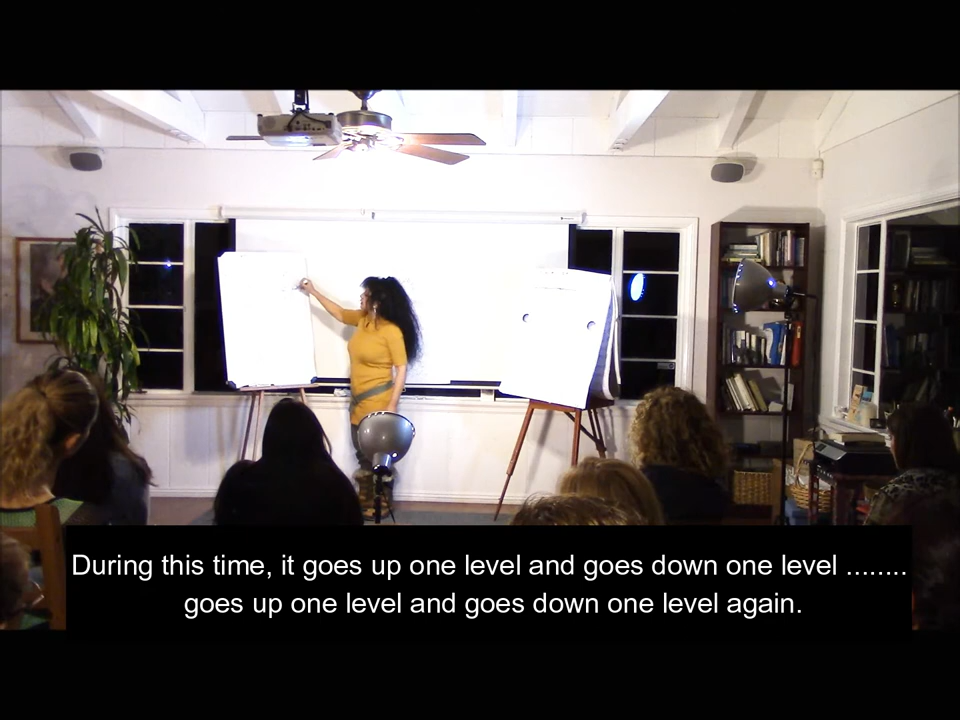 During this time, it goes up one level and goes down one level ........
goes up one level and goes down one level again.